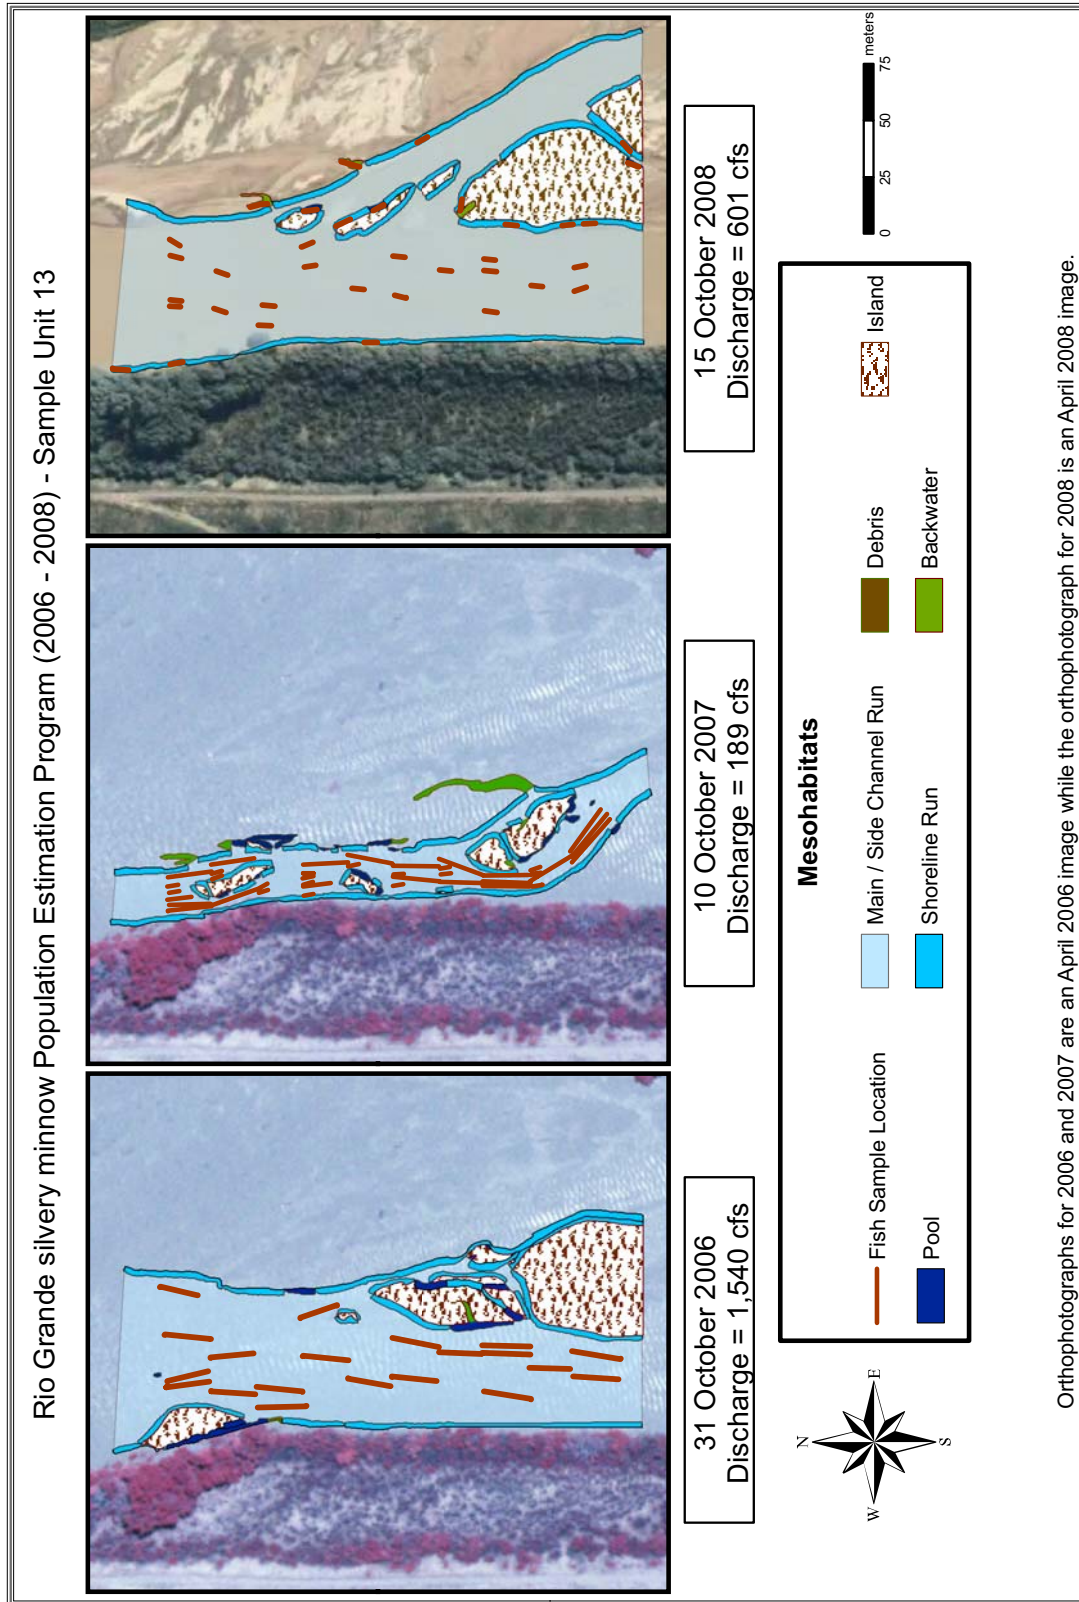 Rio Grande silvery minnow Population Estimation Program (2006 - 2008) - Sample Unit 13
31 October 2006
Discharge = 1,540 cfs
10 October 2007
Discharge = 189 cfs
15 October 2008
Discharge = 601 cfs
N
W
E
S
Mesohabitats
Fish Sample Location
Main / Side Channel Run
Debris
Island
Pool
Shoreline Run
Backwater
0
25
50
75
meters
Orthophotographs for 2006 and 2007 are an April 2006 image while the orthophotograph for 2008 is an April 2008 image.